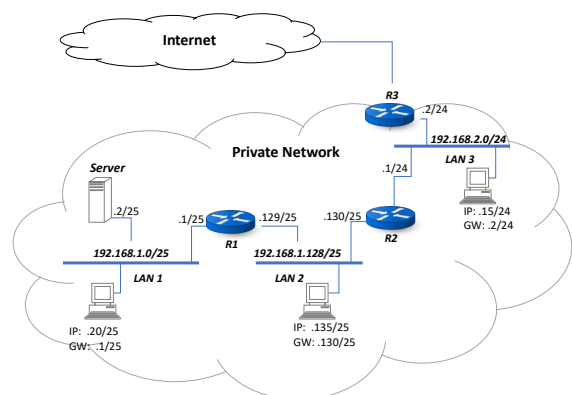 Internet
R3
.2/24
192.168.2.0/24
LAN 3
Private Network
.1/24
IP: .15/24
GW: .2/24
Server
.2/25
.1/25
R1
.129/25
.130/25
R2
192.168.1.0/25
LAN 1
192.168.1.128/25
LAN 2
IP: .20/25
GW: .1/25
IP: .135/25
GW: .130/25